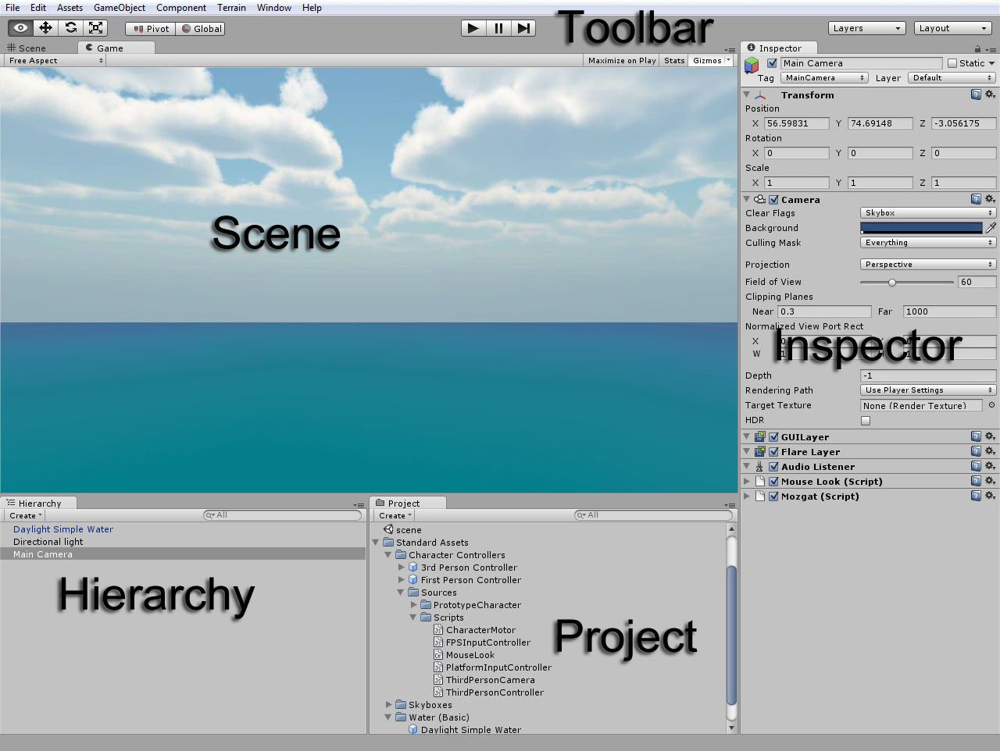 File Edit Assets GameObject Component Terrain Window Help
Toolbar
Pivot Global
Layers Layout
Scene Game
Free Aspect
Maximize on Play Stats Gizmos
Scene
Inspector
Main Camera Static
Tag MainCamera Layer Default
Transform
Position
X 56.59831 Y 74.69148 Z -3.056175
Rotation
X 0 Y 0 Z 0
Scale
X 1 Y 1 Z 1
Camera
Clear Flags Skybox
Background
Culling Mask Everything
Projection Perspective
Field of View 60
Clipping Planes
Near 0.3 Far 1000
Normalized View Port Rect
X
W
Inspector
Depth -1
Rendering Path Use Player Settings
Target Texture None (Render Texture)
HDR
GUILayer
Flare Layer
Audio Listener
Mouse Look (Script)
Mozgat (Script)
Hierarchy
Create All
Daylight Simple Water
Directional light
Main Camera
Hierarchy
Project
Create All
scene
Standard Assets
Character Controllers
3rd Person Controller
First Person Controller
Sources
PrototypeCharacter
Scripts
CharacterMotor
FPSInputController
MouseLook
PlatformInputController
ThirdPersonCamera
ThirdPersonController
Skyboxes
Water (Basic)
Daylight Simple Water
Project